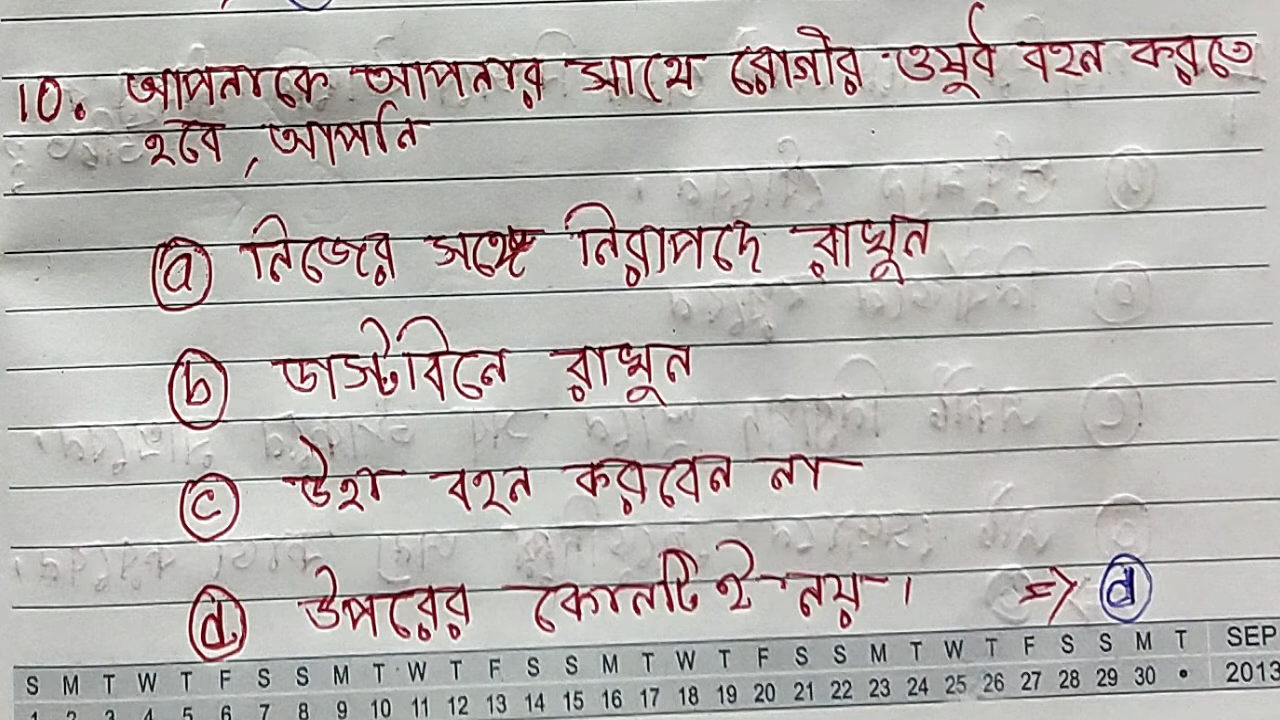 10. আপনাকে আপনার সাথে রোগীর ওষুধ বহন করতে
হবে, আপনি
ⓐ নিজের সঙ্গে নিরাপদে রাখুন
ⓑ ডাস্টবিনে রাখুন
ⓒ উহা বহন করবেন না
ⓓ উপরের কোনটিই নয়। => ⓓ
S M T W T F S S M T W T F S S M T W T F S S M T W T F S S M T SEP
1 2 3 4 5 6 7 8 9 10 11 12 13 14 15 16 17 18 19 20 21 22 23 24 25 26 27 28 29 30 • 2013